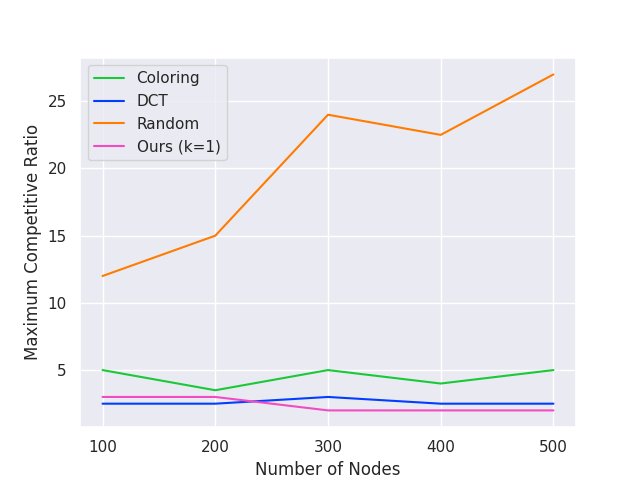 Coloring
DCT
Random
Ours (k=1)
Maximum Competitive Ratio
25
20
15
10
5
100 200 300 400 500
Number of Nodes